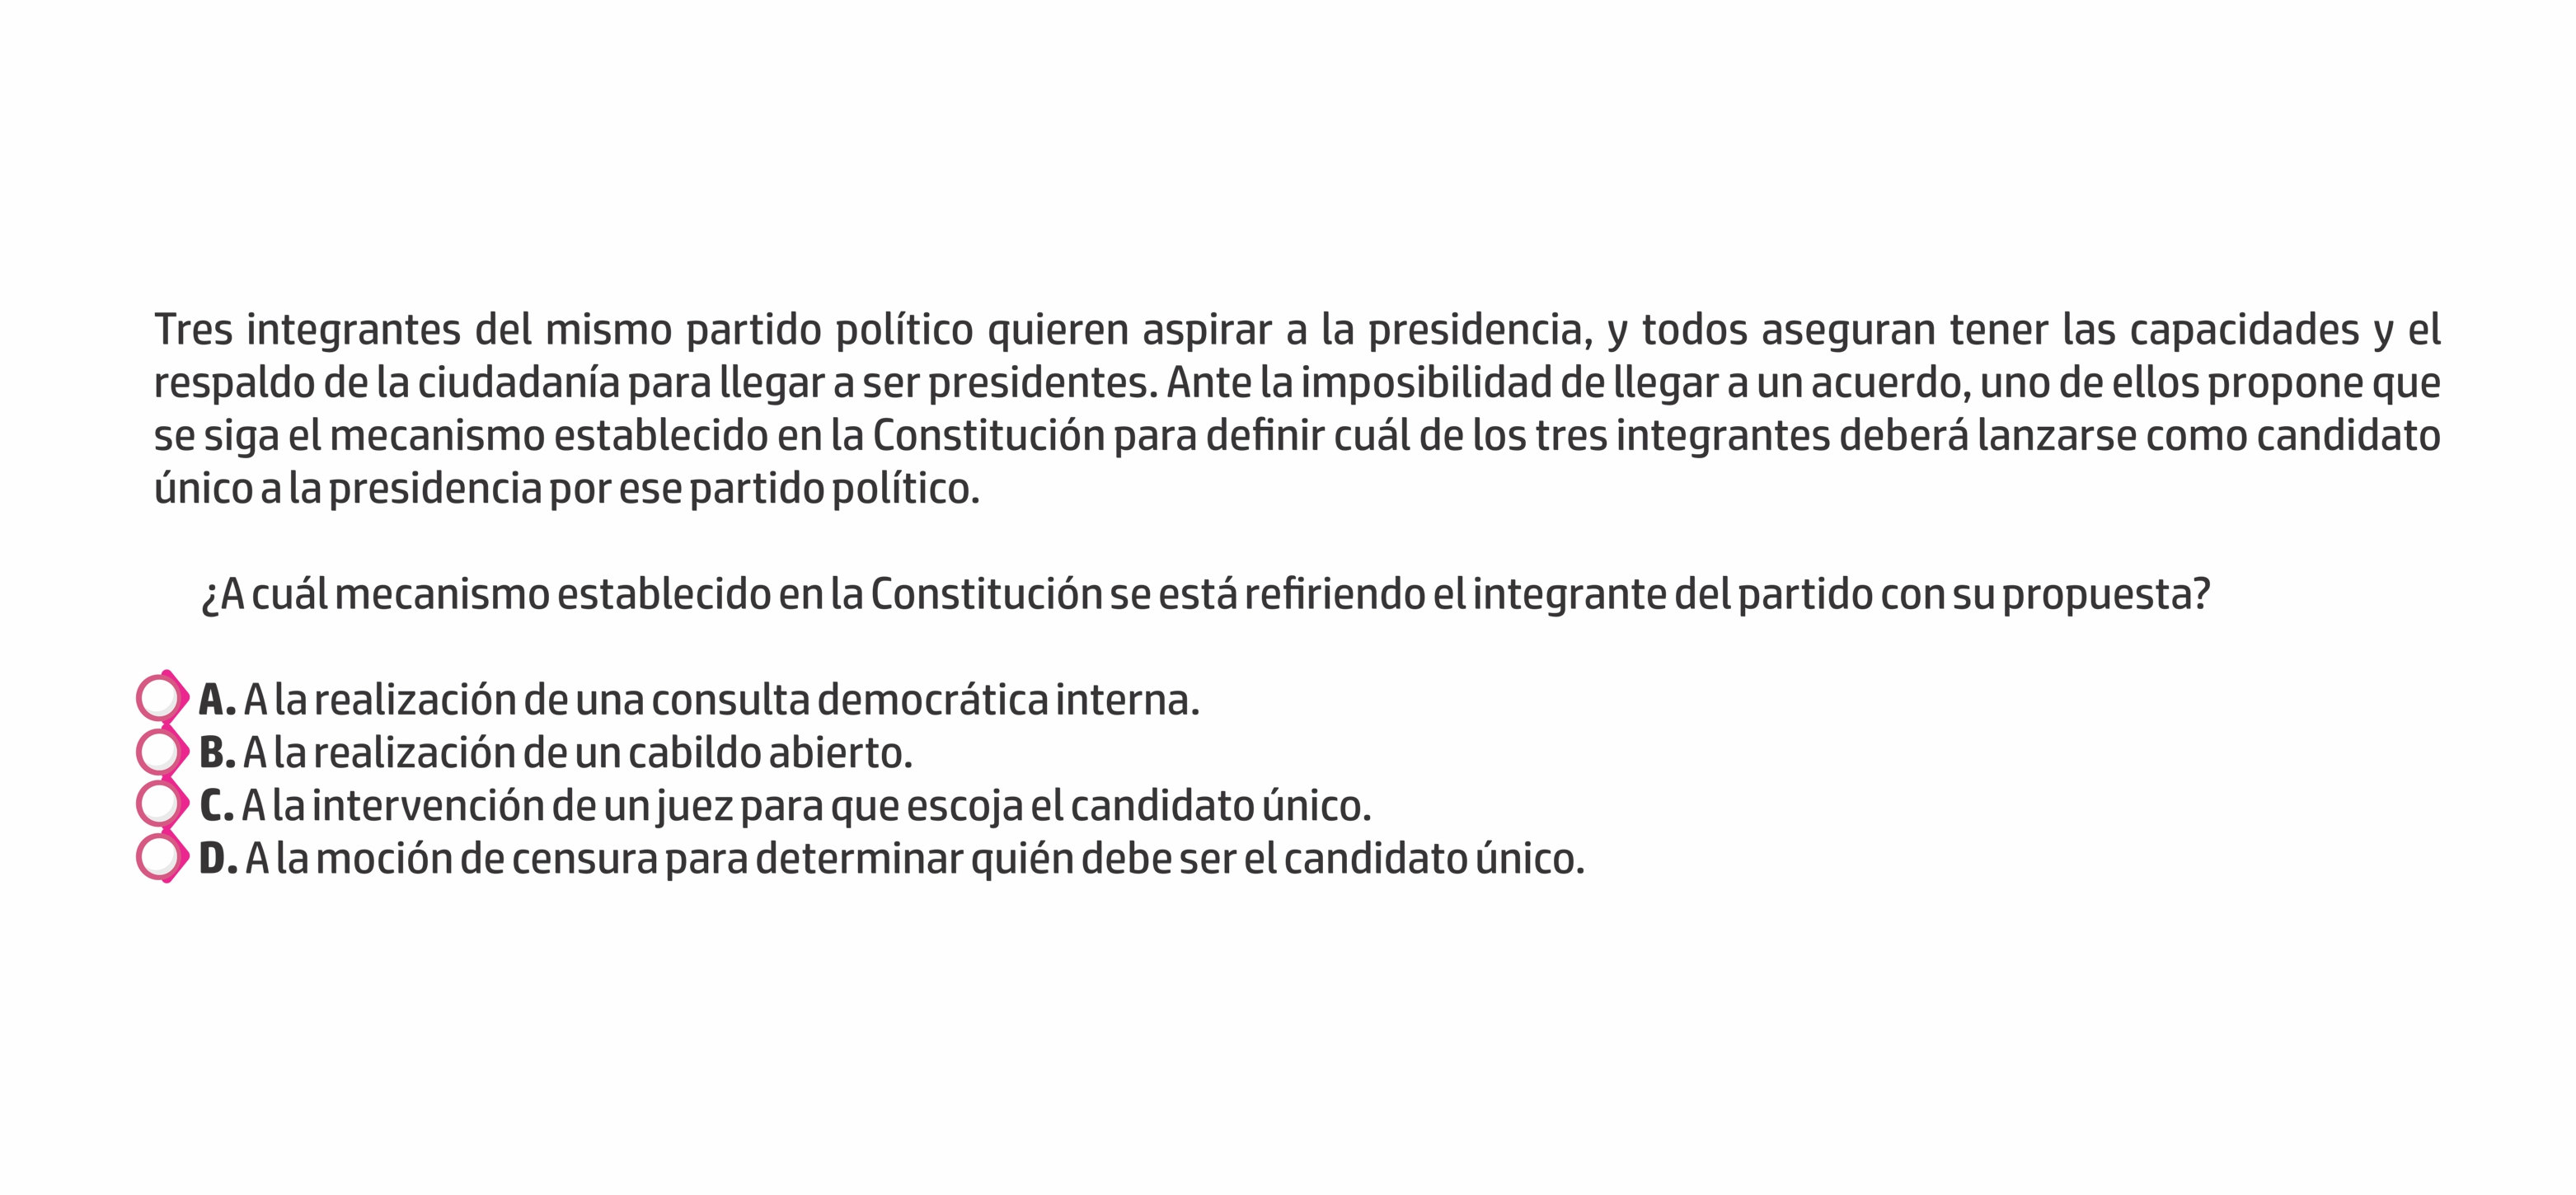 Tres integrantes del mismo partido político quieren aspirar a la presidencia, y todos aseguran tener las capacidades y el
respaldo de la ciudadanía para llegar a ser presidentes. Ante la imposibilidad de llegar a un acuerdo, uno de ellos propone que
se siga el mecanismo establecido en la Constitución para definir cuál de los tres integrantes deberá lanzarse como candidato
único a la presidencia por ese partido político.
¿A cuál mecanismo establecido en la Constitución se está refiriendo el integrante del partido con su propuesta?
A. A la realización de una consulta democrática interna.
B. A la realización de un cabildo abierto.
C. A la intervención de un juez para que escoja el candidato único.
D. A la moción de censura para determinar quién debe ser el candidato único.